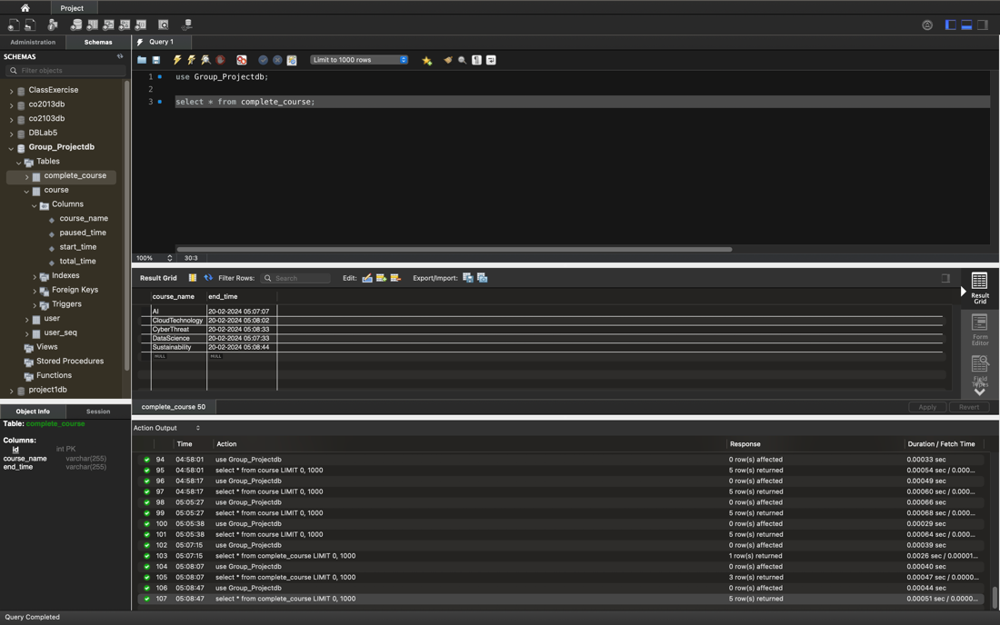 Project
Administration
Schemas
Query 1
SCHEMAS
Filter objects
ClassExercise
co2013db
co2103db
DBLab5
Group_Projectdb
Tables
complete_course
course
Columns
course_name
paused_time
start_time
total_time
Indexes
Foreign Keys
Triggers
user
user_seq
Views
Stored Procedures
Functions
project1db
Limit to 1000 rows
1 use Group_Projectdb;
2
3 select * from complete_course;
100% 30:3
Result Grid Filter Rows: Search Edit: Export/Import:
course_name end_time
AI 20-02-2024 05:07:07
CloudTechnology 20-02-2024 05:08:02
CyberThreat 20-02-2024 05:08:33
DataScience 20-02-2024 05:07:33
Sustainability 20-02-2024 05:08:44
NULL NULL
Result
Grid
Form
Editor
Field
Types
complete_course 50 Apply Revert
Object Info Session
Table: complete_course
Columns:
id int PK
course_name varchar(255)
end_time varchar(255)
Action Output
Time Action Response Duration / Fetch Time
94 04:58:01 use Group_Projectdb 0 row(s) affected 0.00033 sec
95 04:58:01 select * from course LIMIT 0, 1000 5 row(s) returned 0.00054 sec / 0.000...
96 04:58:17 use Group_Projectdb 0 row(s) affected 0.00049 sec
97 04:58:17 select * from course LIMIT 0, 1000 5 row(s) returned 0.00060 sec / 0.000...
98 05:05:27 use Group_Projectdb 0 row(s) affected 0.00066 sec
99 05:05:27 select * from course LIMIT 0, 1000 5 row(s) returned 0.00068 sec / 0.000...
100 05:05:38 use Group_Projectdb 0 row(s) affected 0.00029 sec
101 05:05:38 select * from course LIMIT 0, 1000 5 row(s) returned 0.00064 sec / 0.000...
102 05:07:15 use Group_Projectdb 0 row(s) affected 0.00039 sec
103 05:07:15 select * from complete_course LIMIT 0, 1000 1 row(s) returned 0.0026 sec / 0.00001...
104 05:08:07 use Group_Projectdb 0 row(s) affected 0.00040 sec
105 05:08:07 select * from complete_course LIMIT 0, 1000 3 row(s) returned 0.00047 sec / 0.000...
106 05:08:47 use Group_Projectdb 0 row(s) affected 0.00044 sec
107 05:08:47 select * from complete_course LIMIT 0, 1000 5 row(s) returned 0.00051 sec / 0.0000...
Query Completed